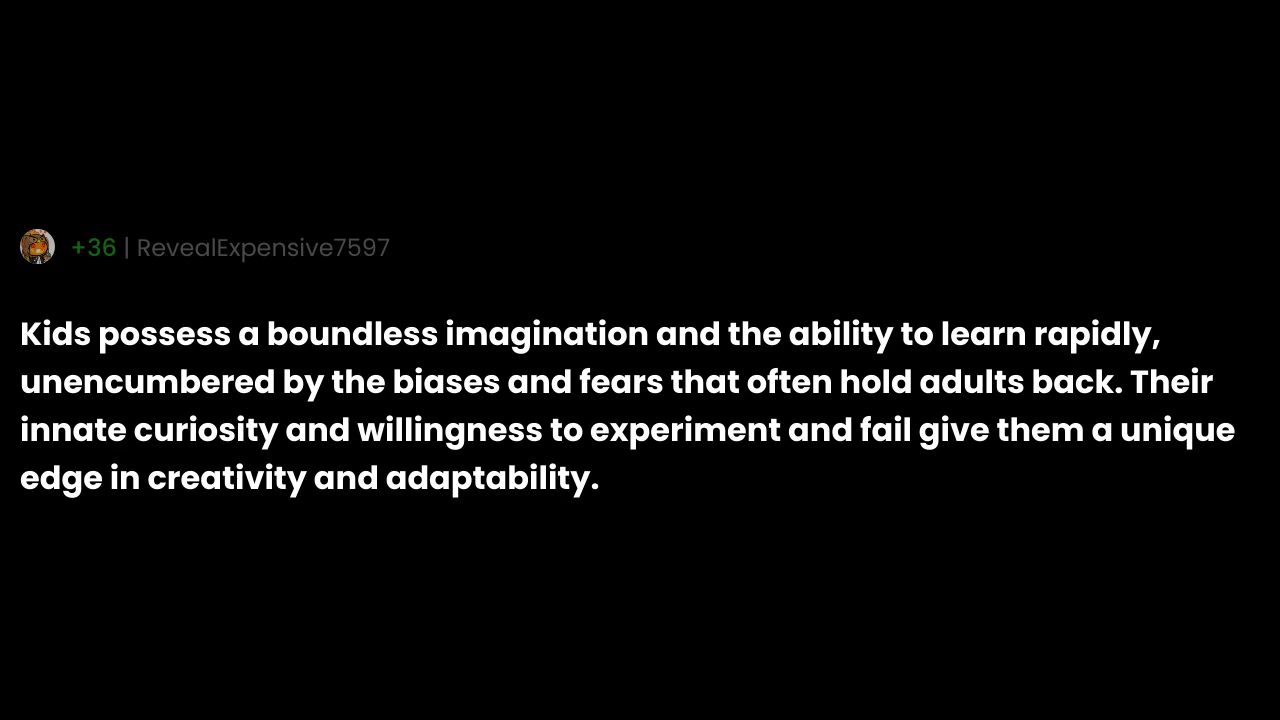 +36 | RevealExpensive7597
Kids possess a boundless imagination and the ability to learn rapidly,
unencumbered by the biases and fears that often hold adults back. Their
innate curiosity and willingness to experiment and fail give them a unique
edge in creativity and adaptability.